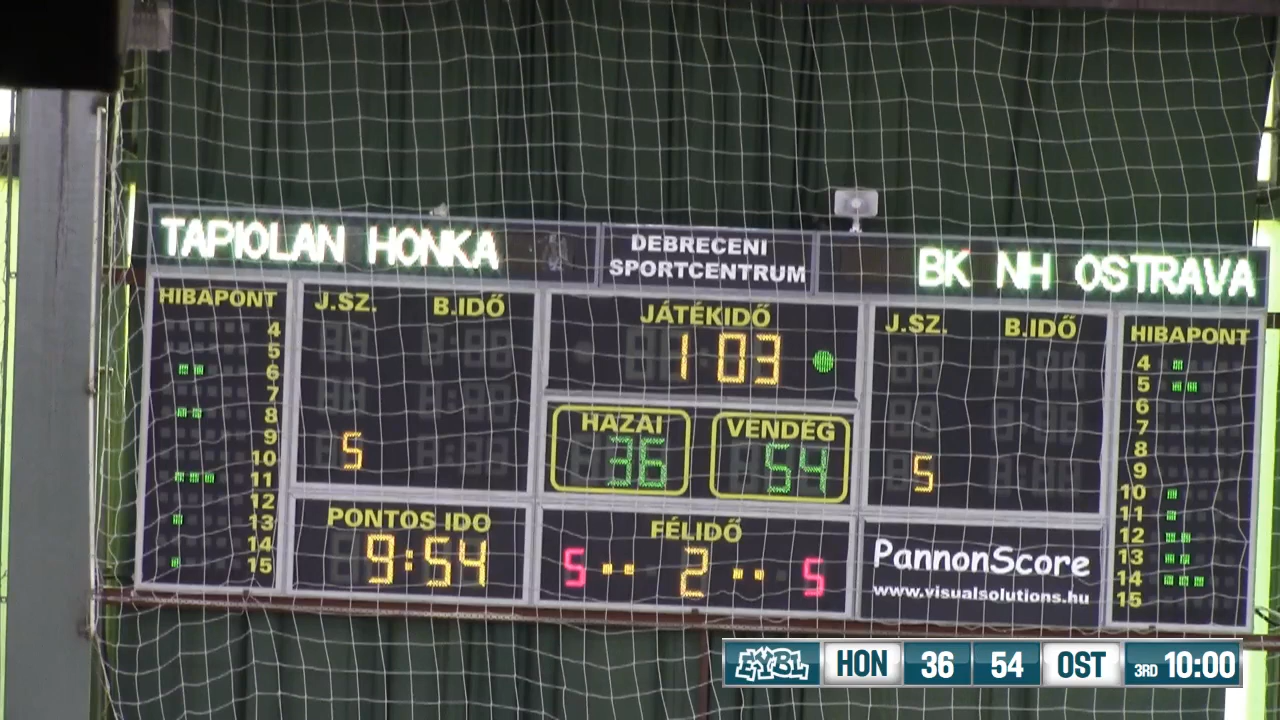 TAPIOLAN HONKA
DEBRECENI
SPORTCENTRUM
BK NH OSTRAVA
HIBAPONT
4
5
6
7
8
9
10
11
12
13
14
15
J.SZ. B.IDŐ
5
PONTOS IDO
9:54
JÁTÉKIDŐ
1 03
HAZAI
36
VENDÉG
54
FÉLIDŐ
5 2 5
J.SZ. B.IDŐ
5
PannonScore
www.visualsolutions.hu
HIBAPONT
4
5
6
7
8
9
10
11
12
13
14
15
EYBL HON 36 54 OST 3RD 10:00